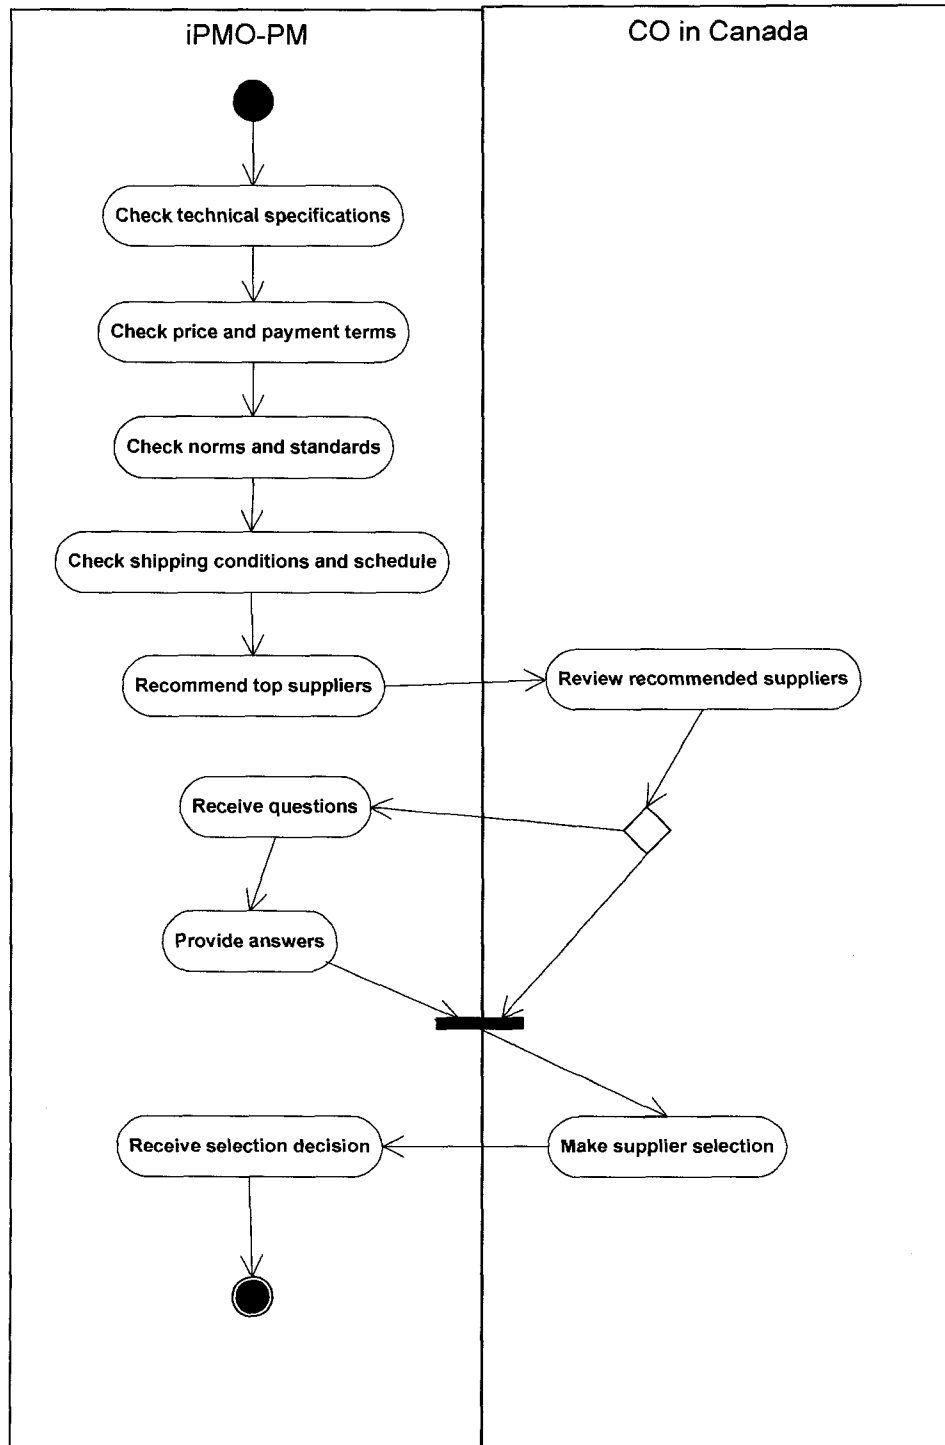 iPMO-PM
CO in Canada
Check technical specifications
Check price and payment terms
Check norms and standards
Check shipping conditions and schedule
Recommend top suppliers
Review recommended suppliers
Receive questions
Provide answers
Receive selection decision
Make supplier selection